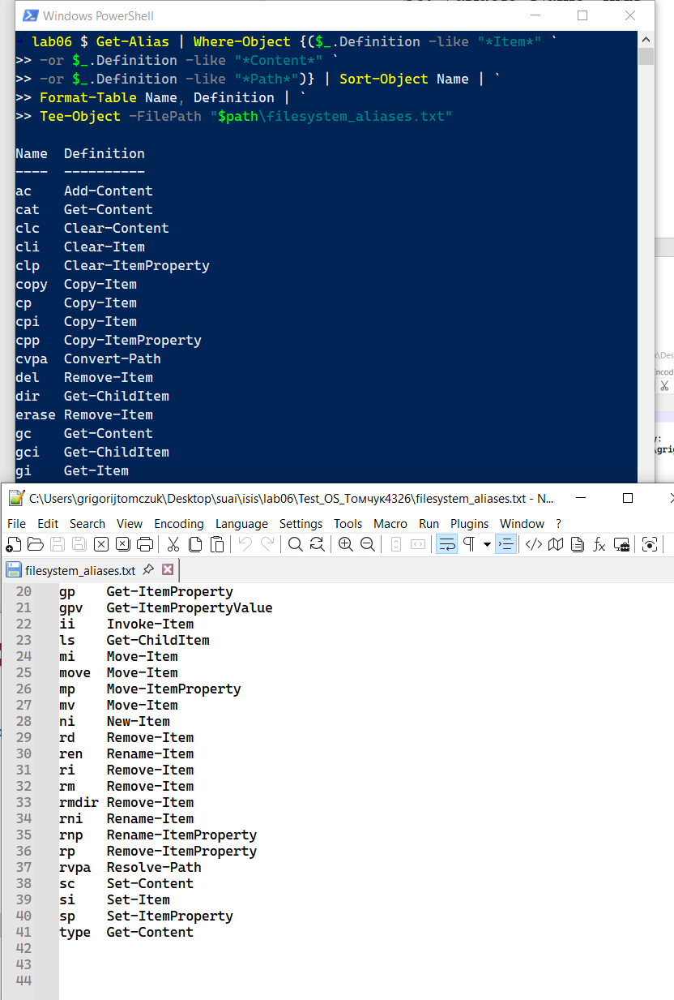 Windows PowerShell
lab06 $ Get-Alias | Where-Object {($_.Definition -like "*Item*" `
>> -or $_.Definition -like "*Content*" `
>> -or $_.Definition -like "*Path*")} | Sort-Object Name | `
>> Format-Table Name, Definition | `
>> Tee-Object -FilePath "$path\filesystem_aliases.txt"
Name Definition
---- ----------
ac Add-Content
cat Get-Content
clc Clear-Content
cli Clear-Item
clp Clear-ItemProperty
copy Copy-Item
cp Copy-Item
cpi Copy-Item
cpp Copy-ItemProperty
cvpa Convert-Path
del Remove-Item
dir Get-ChildItem
erase Remove-Item
gc Get-Content
gci Get-ChildItem
gi Get-Item
C:\Users\grigorijtomczuk\Desktop\suai\isis\lab06\Test_OS_Томчук4326\filesystem_aliases.txt - N...
File Edit Search View Encoding Language Settings Tools Macro Run Plugins Window ?
filesystem_aliases.txt
20 gp Get-ItemProperty
21 gpv Get-ItemPropertyValue
22 ii Invoke-Item
23 ls Get-ChildItem
24 mi Move-Item
25 move Move-Item
26 mp Move-ItemProperty
27 mv Move-Item
28 ni New-Item
29 rd Remove-Item
30 ren Rename-Item
31 ri Remove-Item
32 rm Remove-Item
33 rmdir Remove-Item
34 rni Rename-Item
35 rnp Rename-ItemProperty
36 rp Remove-ItemProperty
37 rvpa Resolve-Path
38 sc Set-Content
39 si Set-Item
40 sp Set-ItemProperty
41 type Get-Content
42
43
44